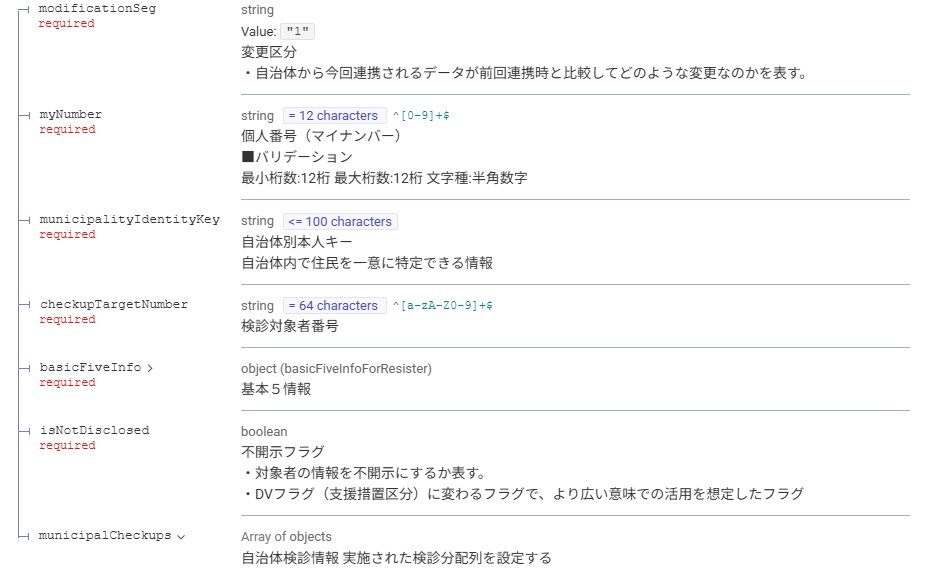 modificationSeg string
required Value: "1"
変更区分
・自治体から今回連携されるデータが前回連携時と比較してどのような変更なのかを表す。
myNumber string = 12 characters ^[0-9]+$
required 個人番号（マイナンバー）
■バリデーション
最小桁数:12桁 最大桁数:12桁 文字種:半角数字
municipalityIdentityKey string <= 100 characters
required 自治体別本人キー
自治体内で住民を一意に特定できる情報
checkupTargetNumber string = 64 characters ^[a-zA-Z0-9]+$
required 検診対象者番号
basicFiveInfo object (basicFiveInfoForResister)
required 基本５情報
isNotDisclosed boolean
required 不開示フラグ
・対象者の情報を不開示にするか表す。
・DVフラグ（支援措置区分）に変わるフラグで、より広い意味での活用を想定したフラグ
municipalCheckups Array of objects
自治体検診情報 実施された検診分配列を設定する